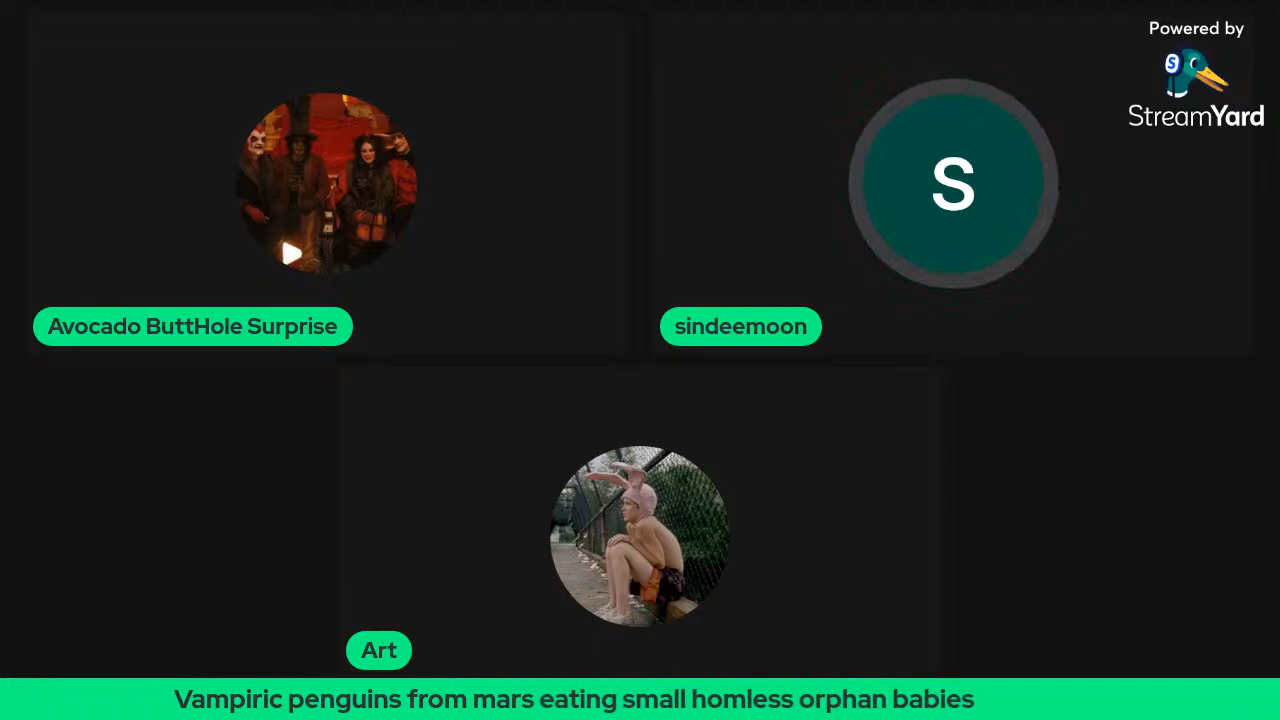 Powered by
S
StreamYard
S
Avocado ButtHole Surprise
sindeemoon
Art
Vampiric penguins from mars eating small homless orphan babies